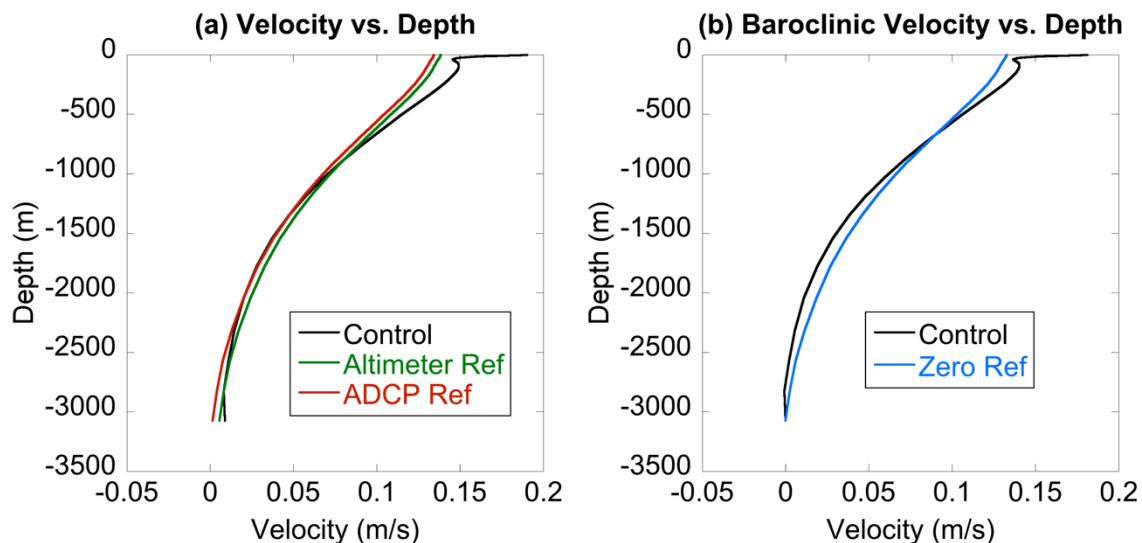 (a) Velocity vs. Depth
0
-500
-1000
-1500
-2000
-2500
-3000
-3500
Depth (m)
Control
Altimeter Ref
ADCP Ref
-0.05 0 0.05 0.1 0.15 0.2
Velocity (m/s)
(b) Baroclinic Velocity vs. Depth
0
-500
-1000
-1500
-2000
-2500
-3000
-3500
Depth (m)
Control
Zero Ref
-0.05 0 0.05 0.1 0.15 0.2
Velocity (m/s)